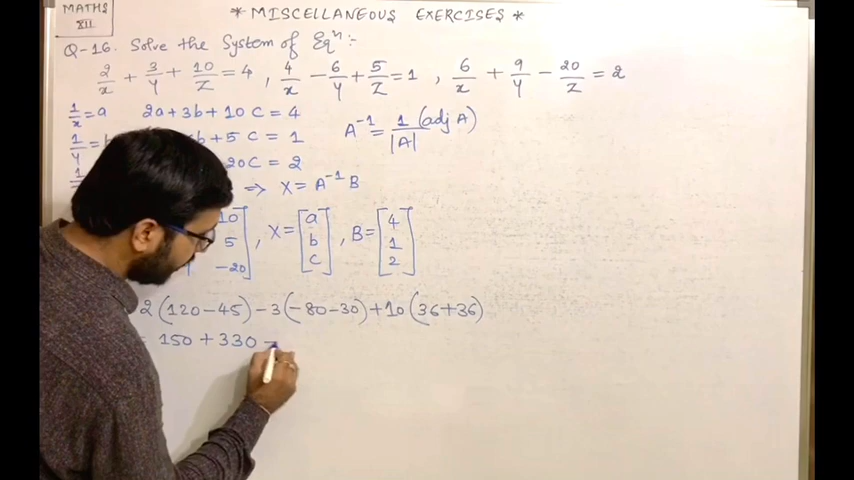 MATHS
XII
* MISCELLANEOUS EXERCISES *
Q-16. Solve the System of Eqⁿ:
2/x + 3/y + 10/z = 4 , 4/x - 6/y + 5/z = 1 , 6/x + 9/y - 20/z = 2
1/x = a 2a + 3b + 10 C = 4
1/y = b + 5 C = 1
20C = 2
A⁻¹ = 1/|A| (adj A)
=> X = A⁻¹ B
10
5 , X = [a b c] , B = [4 1 2]
-20
2 (120 - 45) - 3 (-80 - 30) + 10 (36 + 36)
= 150 + 330